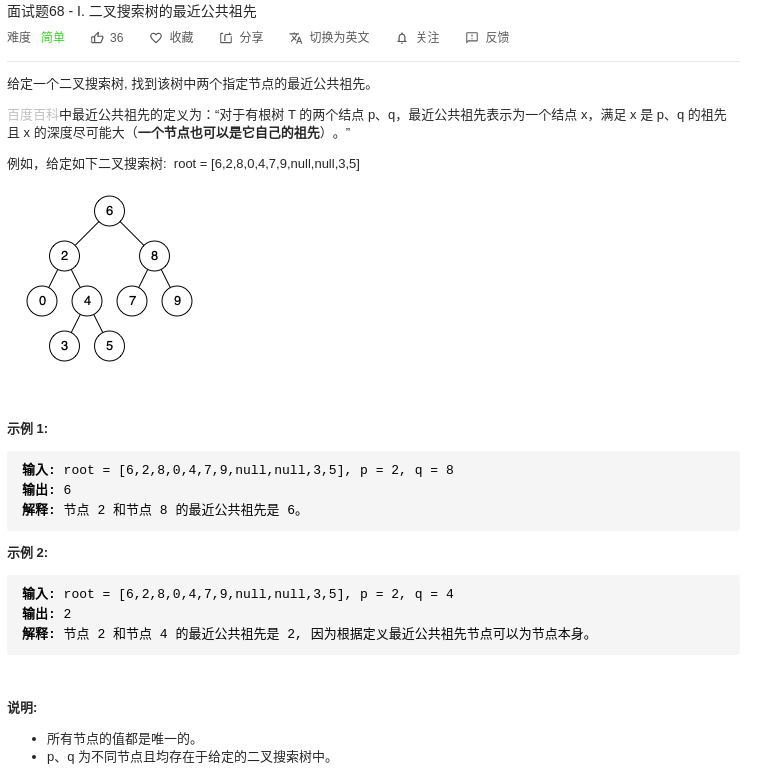 面试题68 - I. 二叉搜索树的最近公共祖先
难度 简单 36 收藏 分享 切换为英文 关注 反馈
给定一个二叉搜索树, 找到该树中两个指定节点的最近公共祖先。
百度百科中最近公共祖先的定义为：“对于有根树 T 的两个结点 p、q，最近公共祖先表示为一个结点 x，满足 x 是 p、q 的祖先
且 x 的深度尽可能大（一个节点也可以是它自己的祖先）。”
例如，给定如下二叉搜索树:  root = [6,2,8,0,4,7,9,null,null,3,5]
6
2 8
0 4 7 9
3 5
示例 1:
输入: root = [6,2,8,0,4,7,9,null,null,3,5], p = 2, q = 8
输出: 6
解释: 节点 2 和节点 8 的最近公共祖先是 6。
示例 2:
输入: root = [6,2,8,0,4,7,9,null,null,3,5], p = 2, q = 4
输出: 2
解释: 节点 2 和节点 4 的最近公共祖先是 2, 因为根据定义最近公共祖先节点可以为节点本身。
说明:
• 所有节点的值都是唯一的。
• p、q 为不同节点且均存在于给定的二叉搜索树中。